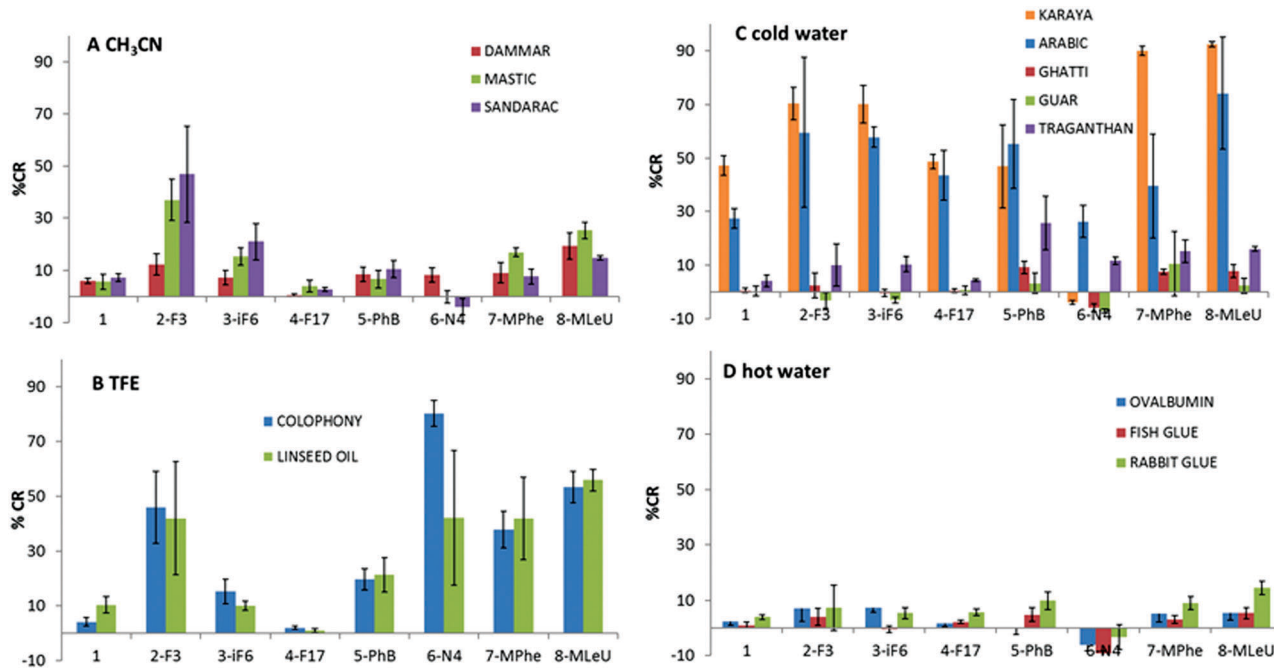 A CH₃CN
DAMMAR
MASTIC
SANDARAC
%CR
90
70
50
30
10
-10
1 2-F3 3-iF6 4-F17 5-PhB 6-N4 7-MPhe 8-MLeU
C cold water
KARAYA
ARABIC
GHATTI
GUAR
TRAGANTHAN
%CR
90
70
50
30
10
-10
1 2-F3 3-iF6 4-F17 5-PhB 6-N4 7-MPhe 8-MLeU
B TFE
COLOPHONY
LINSEED OIL
% CR
90
70
50
30
10
-10
1 2-F3 3-iF6 4-F17 5-PhB 6-N4 7-MPhe 8-MLeU
D hot water
OVALBUMIN
FISH GLUE
RABBIT GLUE
%CR
90
70
50
30
10
-10
1 2-F3 3-iF6 4-F17 5-PhB 6-N4 7-MPhe 8-MLeU